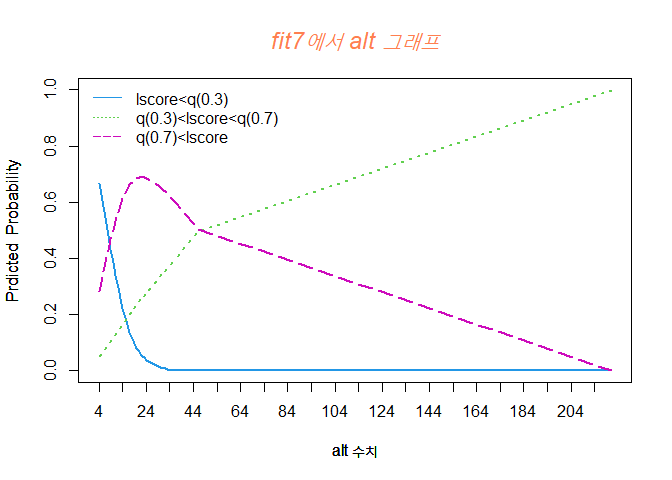 fit7에서 alt 그래프
lscore<q(0.3)
q(0.3)<lscore<q(0.7)
q(0.7)<lscore
Prdicted Probability
1.0
0.8
0.6
0.4
0.2
0.0
4 24 44 64 84 104 124 144 164 184 204
alt 수치